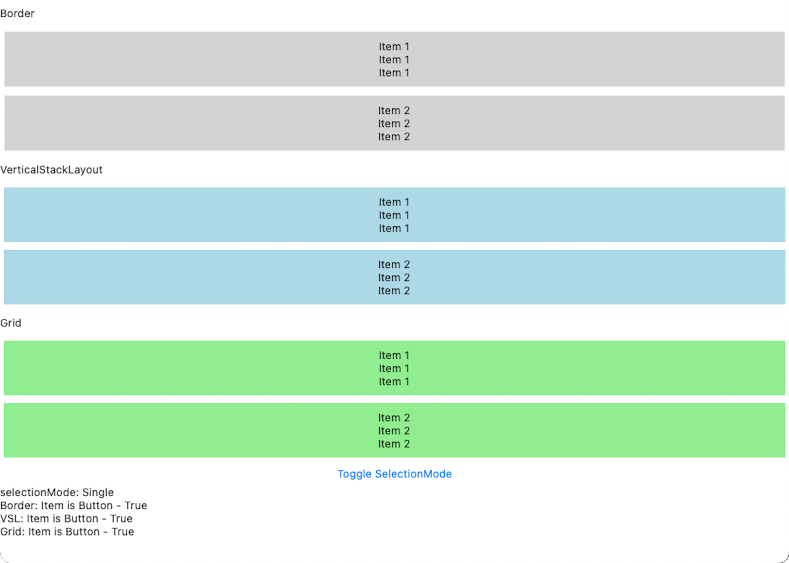 Border
Item 1
Item 1
Item 1
Item 2
Item 2
Item 2
VerticalStackLayout
Item 1
Item 1
Item 1
Item 2
Item 2
Item 2
Grid
Item 1
Item 1
Item 1
Item 2
Item 2
Item 2
Toggle SelectionMode
selectionMode: Single
Border: Item is Button - True
VSL: Item is Button - True
Grid: Item is Button - True